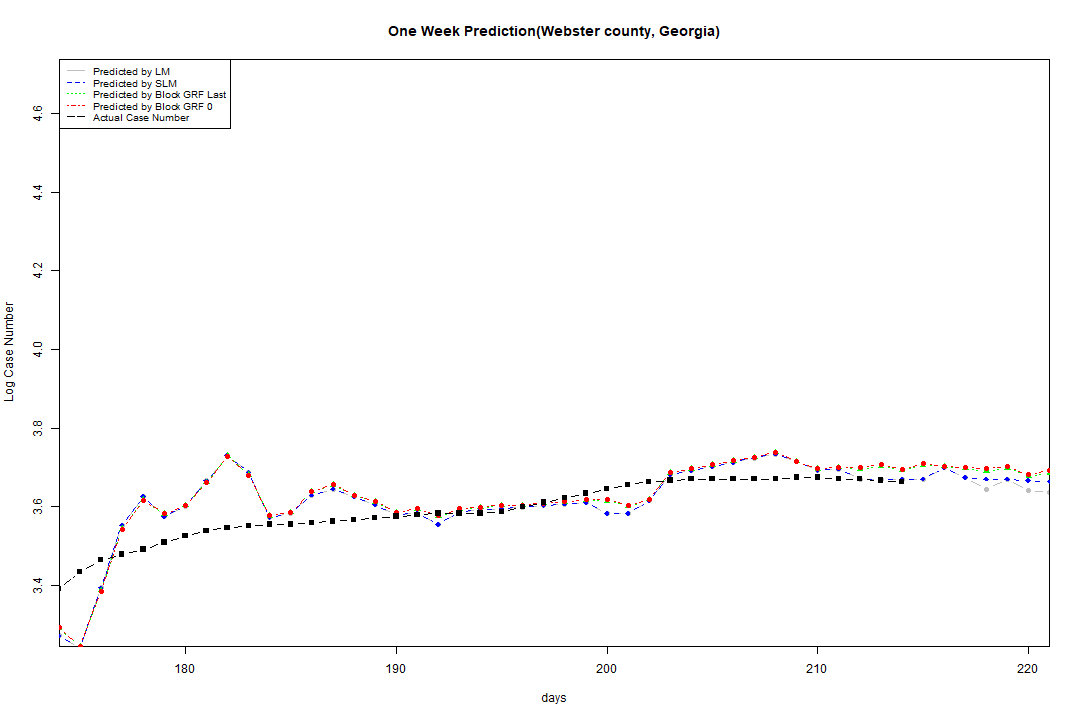 One Week Prediction(Webster county, Georgia)
Predicted by LM
Predicted by SLM
Predicted by Block GRF Last
Predicted by Block GRF 0
Actual Case Number
4.6
4.4
4.2
4.0
3.8
3.6
3.4
Log Case Number
180 190 200 210 220
days